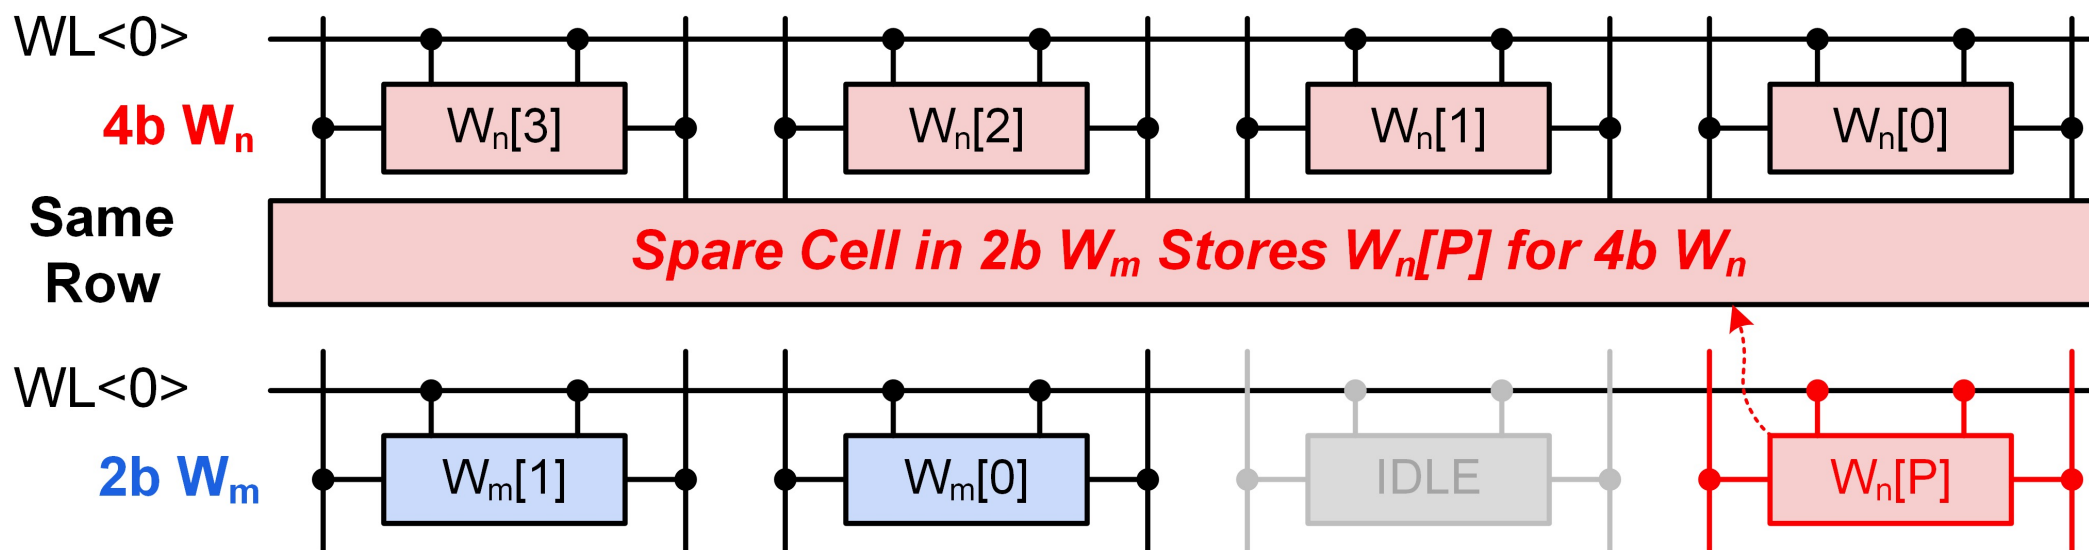 WL<0>
4b Wn
Wn[3] Wn[2] Wn[1] Wn[0]
Same
Row
Spare Cell in 2b Wm Stores Wn[P] for 4b Wn
WL<0>
2b Wm
Wm[1] Wm[0] IDLE Wn[P]